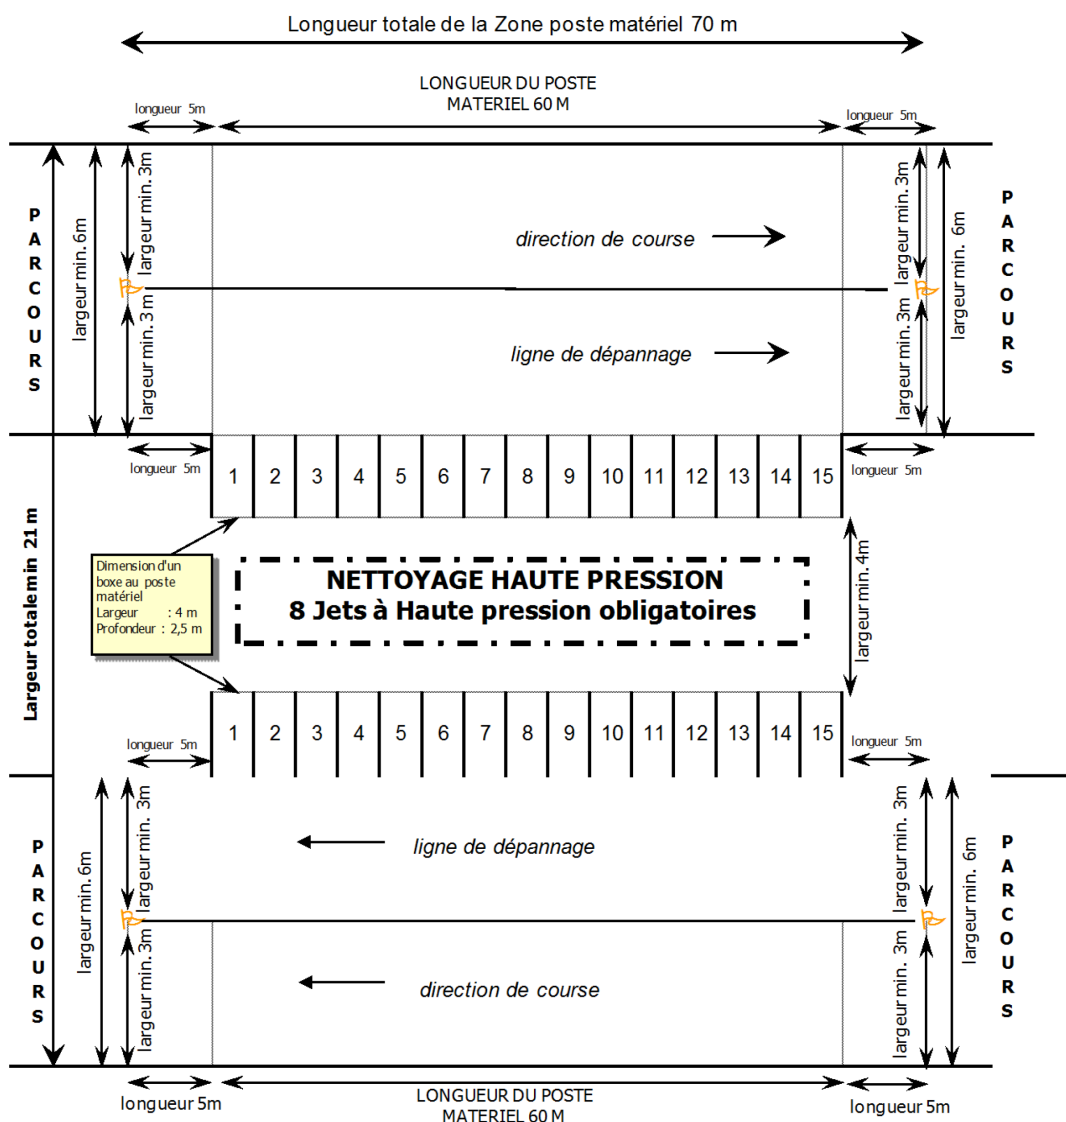 Longueur totale de la Zone poste matériel 70 m
LONGUEUR DU POSTE
MATERIEL 60 M
longueur 5m
longueur 5m
PARCOURS
largeur min. 6m
largeur min. 3m
largeur min. 3 m
direction de course
ligne de dépannage
largeur min. 3m
largeur min. 3m
largeur min. 6m
PARCOURS
longueur 5m
1 2 3 4 5 6 7 8 9 10 11 12 13 14 15
longueur 5m
Largeur totale min 21 m
Dimension d'un
boxe au poste
matériel
Largeur : 4 m
Profondeur : 2,5 m
NETTOYAGE HAUTE PRESSION
8 Jets à Haute pression obligatoires
largeur min. 4m
longueur 5m
1 2 3 4 5 6 7 8 9 10 11 12 13 14 15
longueur 5m
PARCOURS
largeur min. 6m
largeur min. 3m
largeur min. 3m
ligne de dépannage
direction de course
largeur min. 3m
largeur min. 3m
largeur min. 6m
PARCOURS
longueur 5m
LONGUEUR DU POSTE
MATERIEL 60 M
longueur 5m